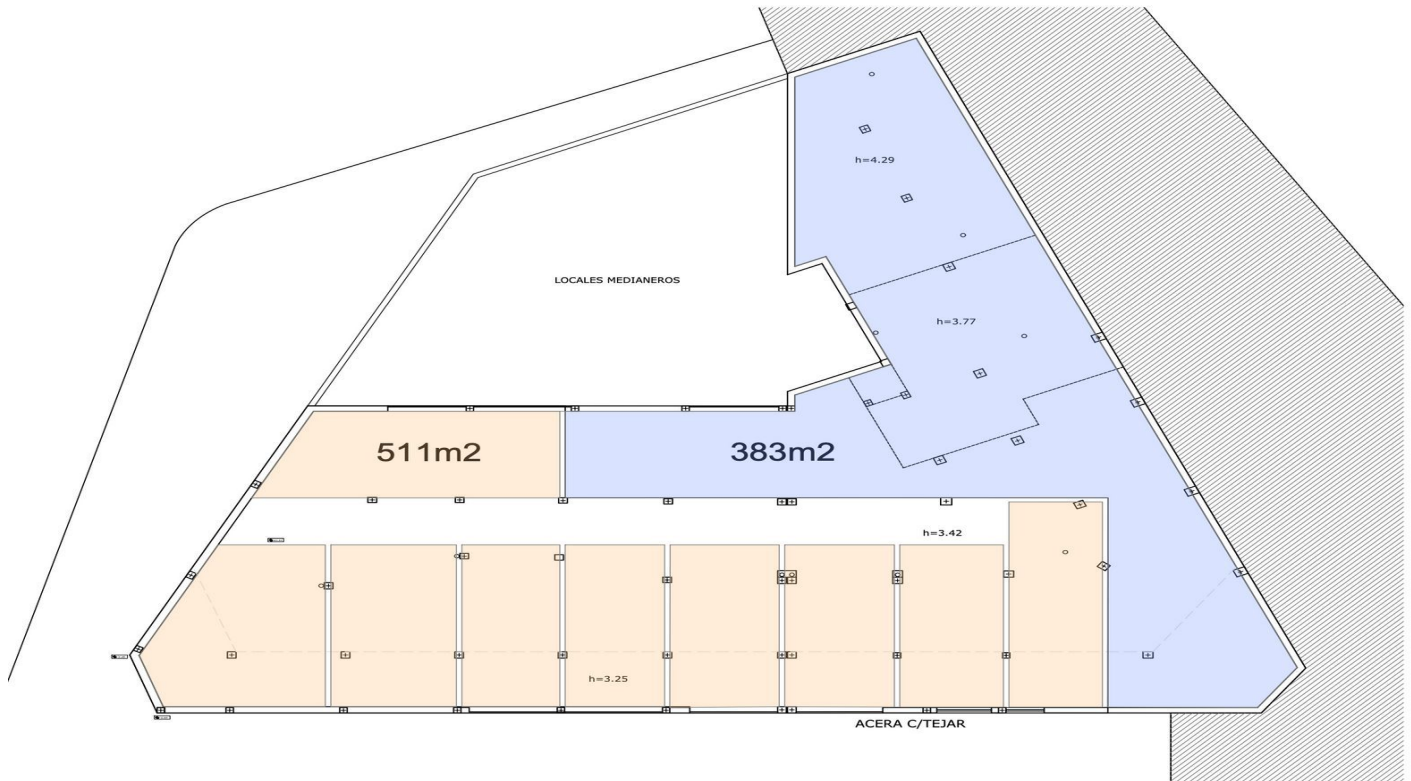 h=4.29
LOCALES MEDIANEROS
h=3.77
511m2
383m2
h=3.42
h=3.25
ACERA C/TEJAR